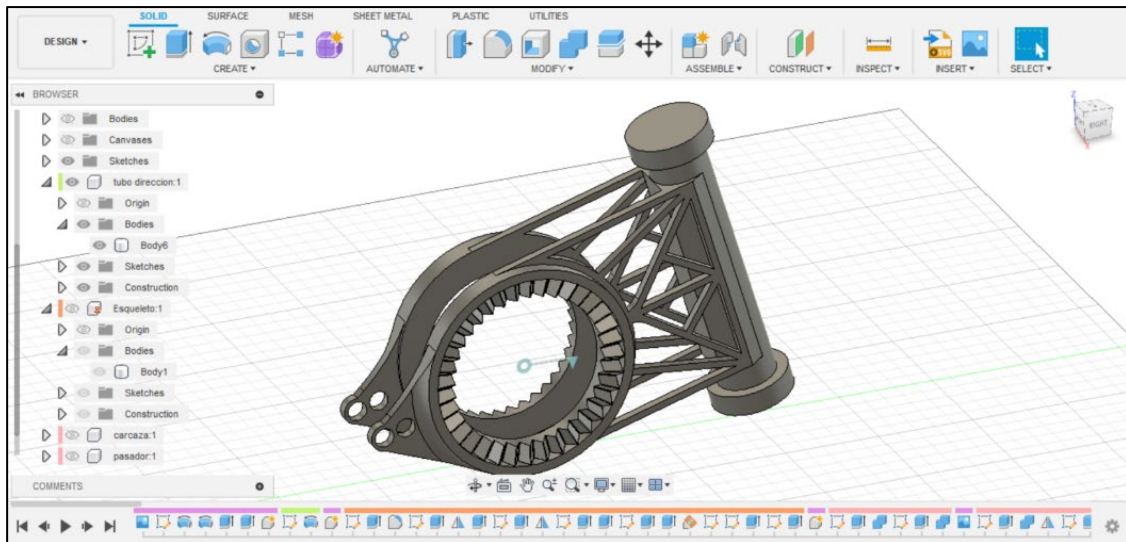 SOLID SURFACE MESH SHEET METAL PLASTIC UTILITIES
DESIGN
CREATE AUTOMATE MODIFY ASSEMBLE CONSTRUCT INSPECT INSERT SELECT
BROWSER
Bodies
Canvases
Sketches
tubo direccion:1
Origin
Bodies
Body6
Sketches
Construction
Esqueleto:1
Origin
Bodies
Body1
Sketches
Construction
carcaza:1
pasador:1
COMMENTS
Z
RIGHT
X